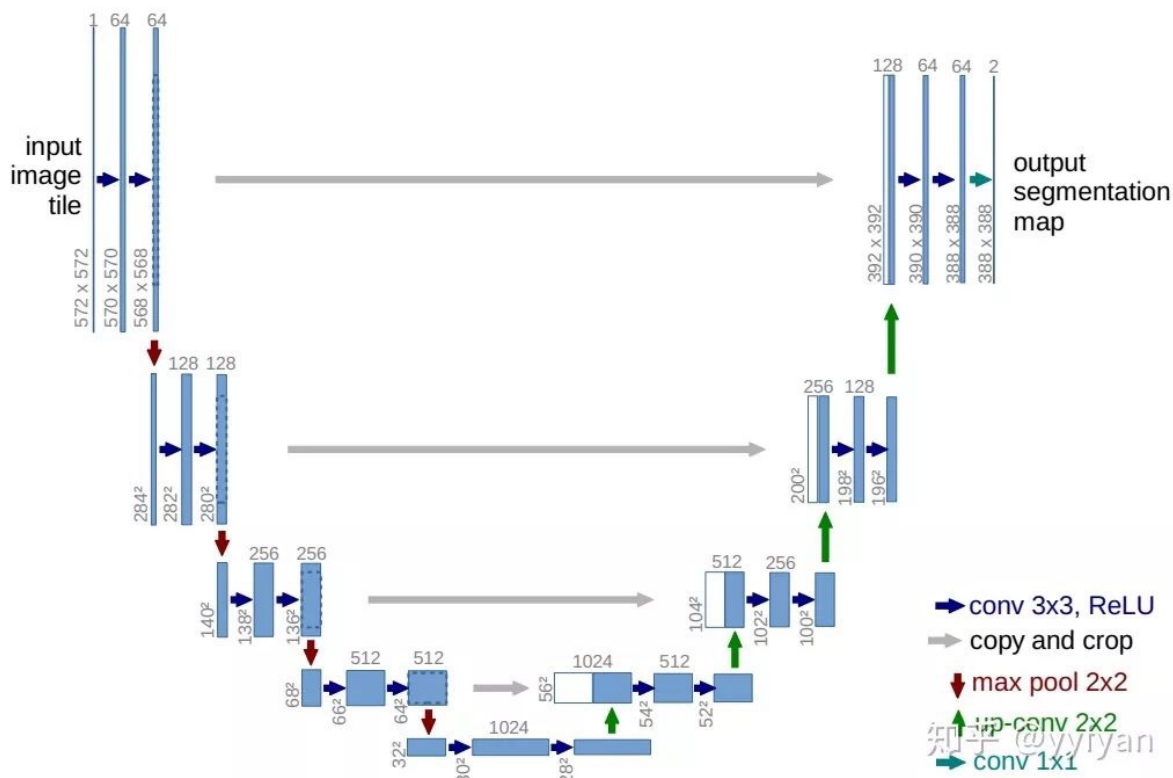 1 64 64
128 64 64 2
input
image
tile
output
segmentation
map
572 x 572
570 x 570
568 x 568
392 x 392
390 x 390
388 x 388
388 x 388
128 128
256 128
284²
282²
280²
200²
198²
196²
256 256
512 256
140²
138²
136²
104²
102²
100²
512 512
1024 512
68²
66²
64²
56²
54²
52²
1024
32²
30²
28²
conv 3x3, ReLU
copy and crop
max pool 2x2
up-conv 2x2
conv 1x1
知乎 @yyryan